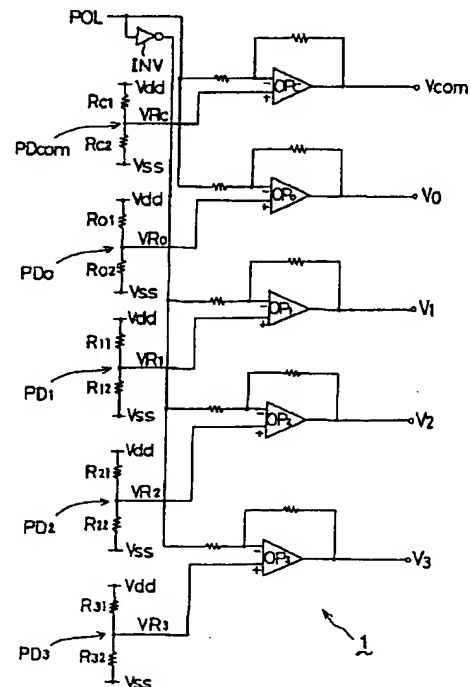 POL
INV
Vdd
Rc1
PDcom
VRc
Rc2
Vss
OPc
Vcom
Vdd
Ro1
PDo
VRo
Ro2
Vss
OPo
Vo
Vdd
R11
PD1
VR1
R12
Vss
OP1
V1
Vdd
R21
PD2
VR2
R22
Vss
OP2
V2
Vdd
R31
PD3
VR3
R32
Vss
OP3
V3
1